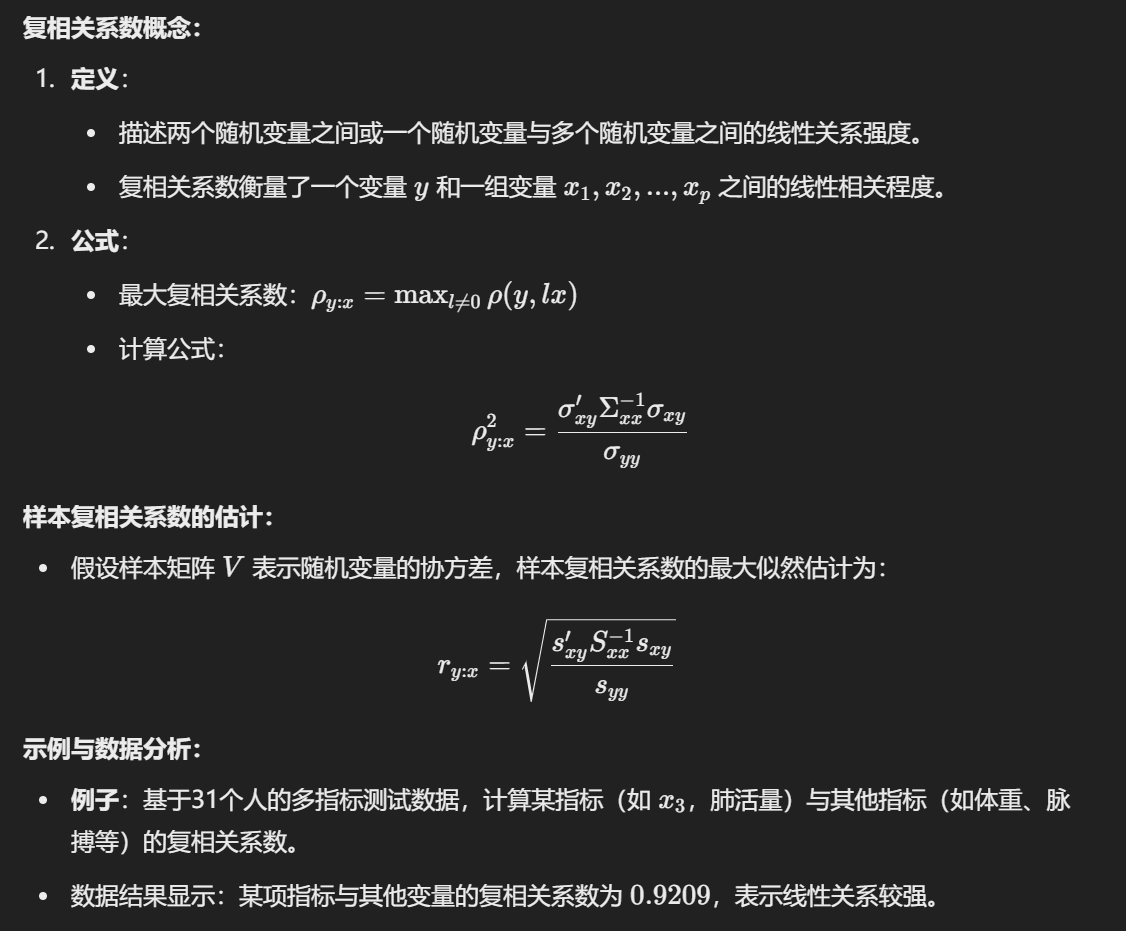 复相关系数概念：
1. 定义：
• 描述两个随机变量之间或一个随机变量与多个随机变量之间的线性关系强度。
• 复相关系数衡量了一个变量 $y$ 和一组变量 $x_1, x_2, ..., x_p$ 之间的线性相关程度。
2. 公式：
• 最大复相关系数：$\rho_{y:x} = \max_{l \neq 0} \rho(y, lx)$
• 计算公式：
$\rho_{y:x}^2 = \frac{\sigma_{xy}' \Sigma_{xx}^{-1} \sigma_{xy}}{\sigma_{yy}}$
样本复相关系数的估计：
• 假设样本矩阵 $V$ 表示随机变量的协方差，样本复相关系数的最大似然估计为：
$r_{y:x} = \sqrt{\frac{s_{xy}' S_{xx}^{-1} s_{xy}}{s_{yy}}}$
示例与数据分析：
• 例子：基于31个人的多指标测试数据，计算某指标（如 $x_3$，肺活量）与其他指标（如体重、脉
搏等）的复相关系数。
• 数据结果显示：某项指标与其他变量的复相关系数为 0.9209，表示线性关系较强。